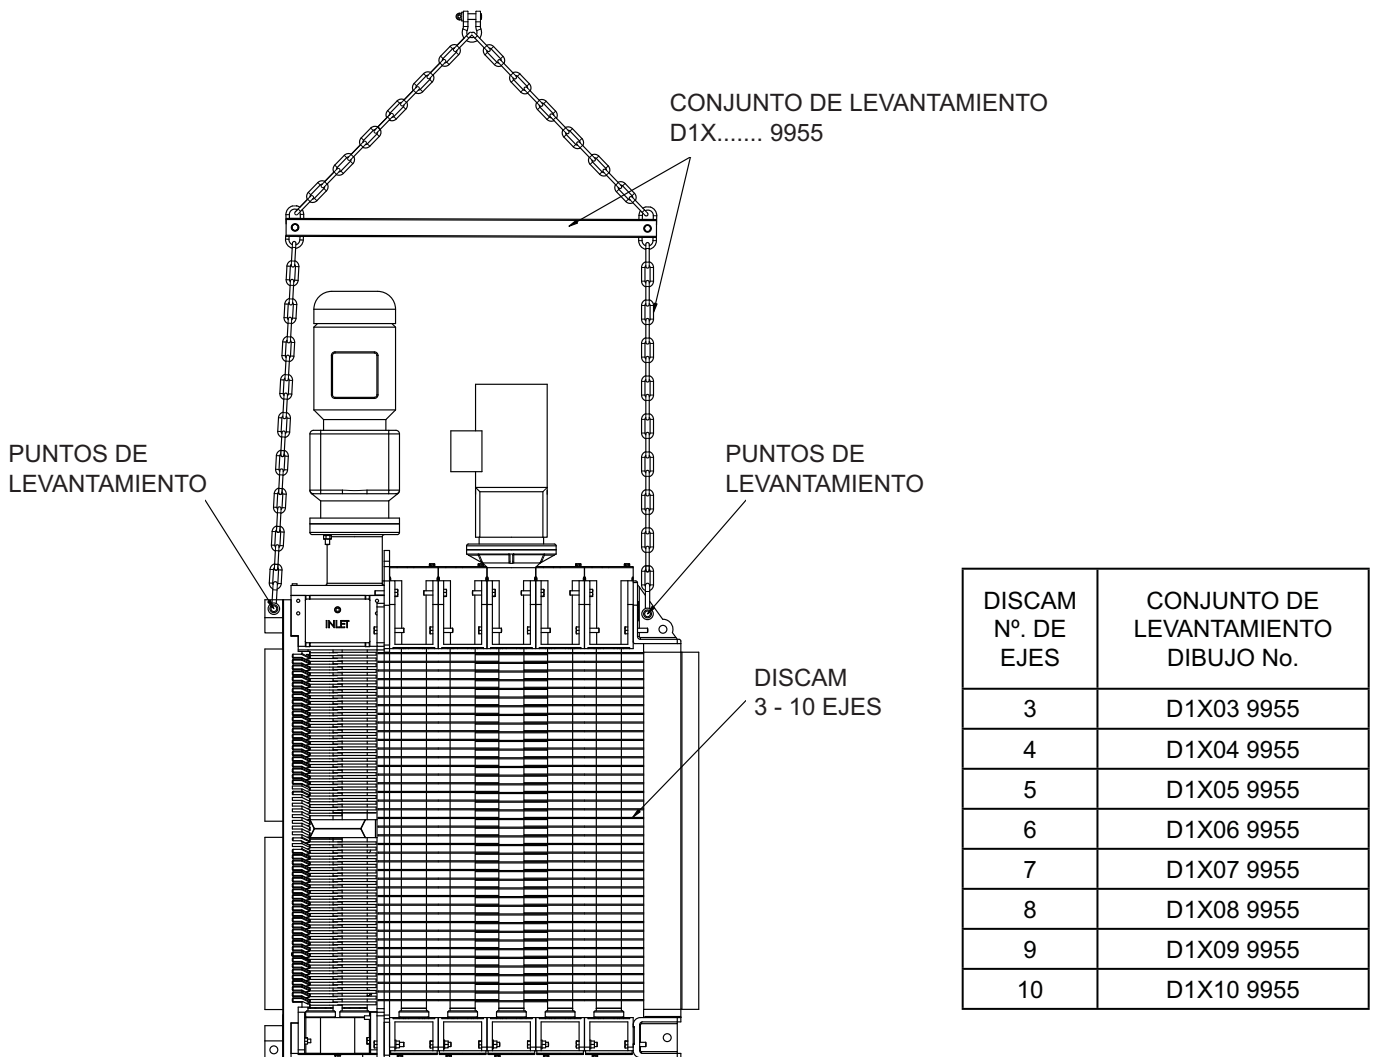 CONJUNTO DE LEVANTAMIENTO
D1X....... 9955
PUNTOS DE
LEVANTAMIENTO
PUNTOS DE
LEVANTAMIENTO
INLET
DISCAM
3 - 10 EJES
DISCAM
Nº. DE
EJES
CONJUNTO DE
LEVANTAMIENTO
DIBUJO No.
3 D1X03 9955
4 D1X04 9955
5 D1X05 9955
6 D1X06 9955
7 D1X07 9955
8 D1X08 9955
9 D1X09 9955
10 D1X10 9955